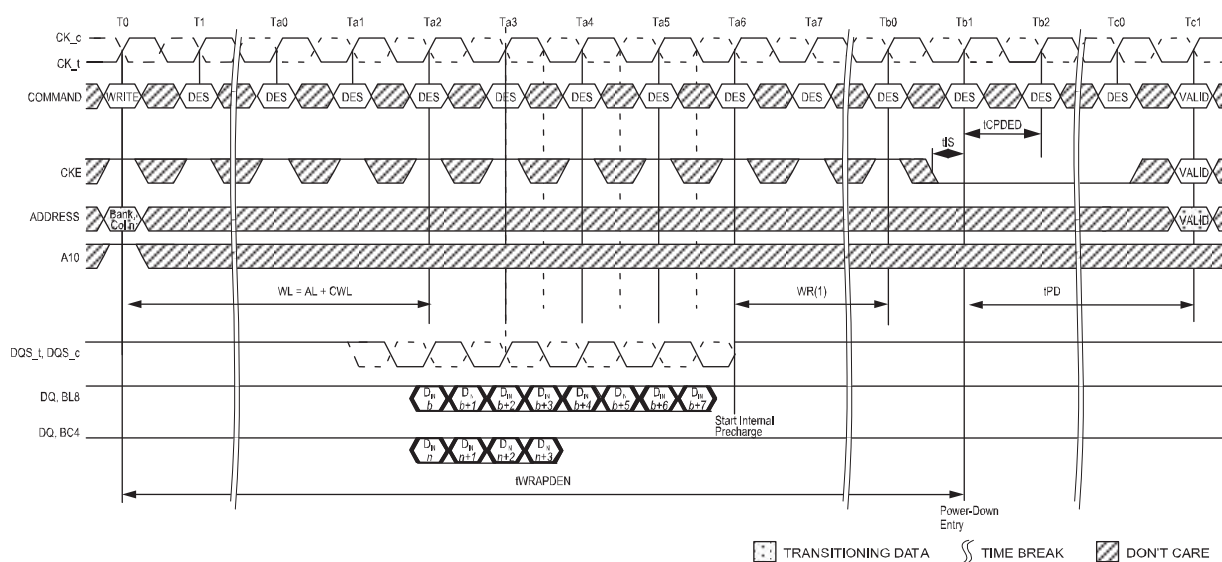 T0 T1 Ta0 Ta1 Ta2 Ta3 Ta4 Ta5 Ta6 Ta7 Tb0 Tb1 Tb2 Tc0 Tc1
CK_c
CK_t
COMMAND WRITE DES DES DES DES DES DES DES DES DES DES DES DES DES VALID
tCPDED
tIS
CKE VALID
ADDRESS Bank, Col n VALID
A10
WL = AL + CWL WR(1) tPD
DQS_t, DQS_c
DQ, BL8 DIN b DIN b+1 DIN b+2 DIN b+3 DIN b+4 DIN b+5 DIN b+6 DIN b+7
Start Internal
Precharge
DQ, BC4 DIN n DIN n+1 DIN n+2 DIN n+3
tWRAPDEN
Power-Down
Entry
TRANSITIONING DATA TIME BREAK DON'T CARE